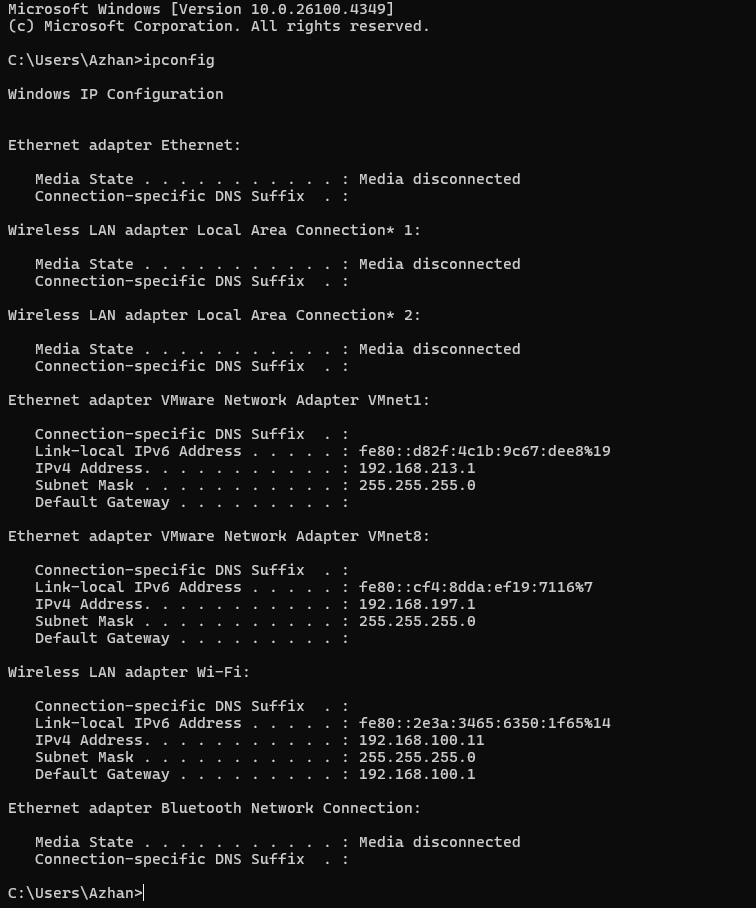 Microsoft Windows [Version 10.0.26100.4349]
(c) Microsoft Corporation. All rights reserved.
C:\Users\Azhan>ipconfig
Windows IP Configuration
Ethernet adapter Ethernet:
   Media State . . . . . . . . . . . : Media disconnected
   Connection-specific DNS Suffix  . :
Wireless LAN adapter Local Area Connection* 1:
   Media State . . . . . . . . . . . : Media disconnected
   Connection-specific DNS Suffix  . :
Wireless LAN adapter Local Area Connection* 2:
   Media State . . . . . . . . . . . : Media disconnected
   Connection-specific DNS Suffix  . :
Ethernet adapter VMware Network Adapter VMnet1:
   Connection-specific DNS Suffix  . :
   Link-local IPv6 Address . . . . . : fe80::d82f:4c1b:9c67:dee8%19
   IPv4 Address. . . . . . . . . . . : 192.168.213.1
   Subnet Mask . . . . . . . . . . . : 255.255.255.0
   Default Gateway . . . . . . . . . :
Ethernet adapter VMware Network Adapter VMnet8:
   Connection-specific DNS Suffix  . :
   Link-local IPv6 Address . . . . . : fe80::cf4:8dda:ef19:7116%7
   IPv4 Address. . . . . . . . . . . : 192.168.197.1
   Subnet Mask . . . . . . . . . . . : 255.255.255.0
   Default Gateway . . . . . . . . . :
Wireless LAN adapter Wi-Fi:
   Connection-specific DNS Suffix  . :
   Link-local IPv6 Address . . . . . : fe80::2e3a:3465:6350:1f65%14
   IPv4 Address. . . . . . . . . . . : 192.168.100.11
   Subnet Mask . . . . . . . . . . . : 255.255.255.0
   Default Gateway . . . . . . . . . : 192.168.100.1
Ethernet adapter Bluetooth Network Connection:
   Media State . . . . . . . . . . . : Media disconnected
   Connection-specific DNS Suffix  . :
C:\Users\Azhan>